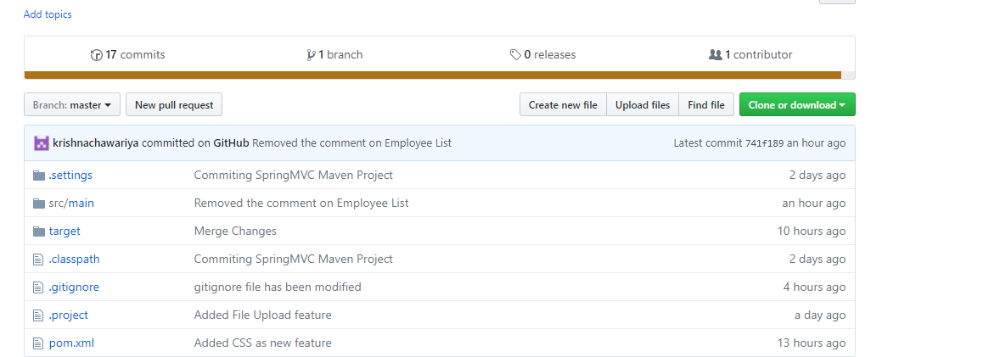 Add topics
17 commits 1 branch 0 releases 1 contributor
Branch: master New pull request Create new file Upload files Find file Clone or download
krishnachawariya committed on GitHub Removed the comment on Employee List Latest commit 741f189 an hour ago
.settings Commiting SpringMVC Maven Project 2 days ago
src/main Removed the comment on Employee List an hour ago
target Merge Changes 10 hours ago
.classpath Commiting SpringMVC Maven Project 2 days ago
.gitignore gitignore file has been modified 4 hours ago
.project Added File Upload feature a day ago
pom.xml Added CSS as new feature 13 hours ago